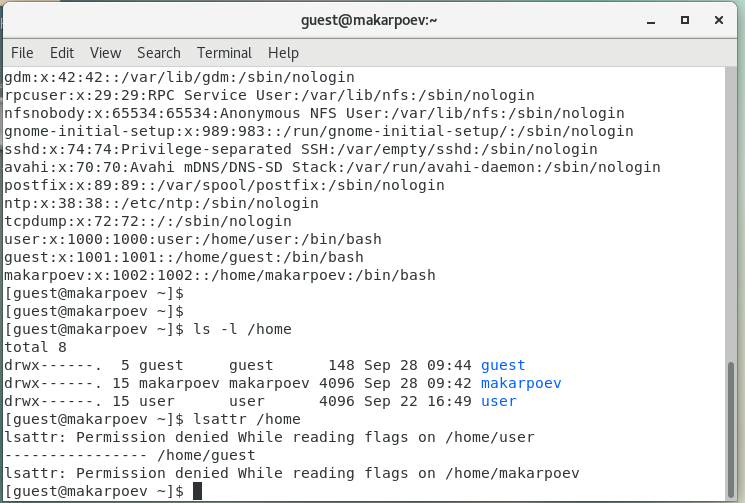 guest@makarpoev:~
File Edit View Search Terminal Help
gdm:x:42:42::/var/lib/gdm:/sbin/nologin
rpcuser:x:29:29:RPC Service User:/var/lib/nfs:/sbin/nologin
nfsnobody:x:65534:65534:Anonymous NFS User:/var/lib/nfs:/sbin/nologin
gnome-initial-setup:x:989:983::/run/gnome-initial-setup/:/sbin/nologin
sshd:x:74:74:Privilege-separated SSH:/var/empty/sshd:/sbin/nologin
avahi:x:70:70:Avahi mDNS/DNS-SD Stack:/var/run/avahi-daemon:/sbin/nologin
postfix:x:89:89::/var/spool/postfix:/sbin/nologin
ntp:x:38:38::/etc/ntp:/sbin/nologin
tcpdump:x:72:72::/:/sbin/nologin
user:x:1000:1000:user:/home/user:/bin/bash
guest:x:1001:1001::/home/guest:/bin/bash
makarpoev:x:1002:1002::/home/makarpoev:/bin/bash
[guest@makarpoev ~]$
[guest@makarpoev ~]$
[guest@makarpoev ~]$ ls -l /home
total 8
drwx------.  5 guest     guest      148 Sep 28 09:44 guest
drwx------. 15 makarpoev makarpoev 4096 Sep 28 09:42 makarpoev
drwx------. 15 user      user      4096 Sep 22 16:49 user
[guest@makarpoev ~]$ lsattr /home
lsattr: Permission denied While reading flags on /home/user
---------------- /home/guest
lsattr: Permission denied While reading flags on /home/makarpoev
[guest@makarpoev ~]$